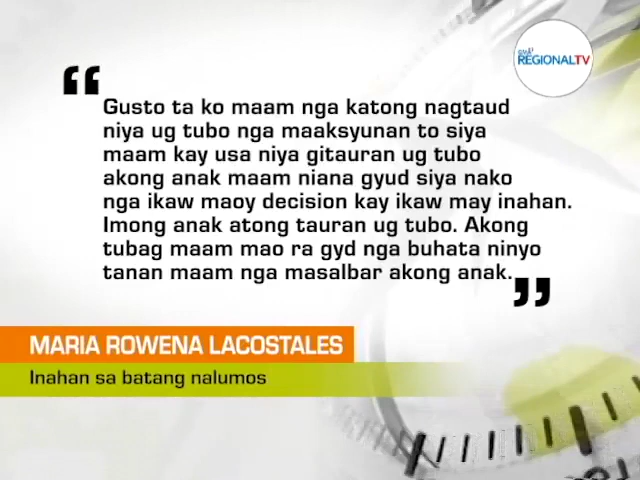 GMA
REGIONALTV
“
Gusto ta ko maam nga katong nagtaud
niya ug tubo nga maaksyunan to siya
maam kay usa niya gitauran ug tubo
akong anak maam niana gyud siya nako
nga ikaw maoy decision kay ikaw may inahan.
Imong anak atong tauran ug tubo. Akong
tubag maam mao ra gyd nga buhata ninyo
tanan maam nga masalbar akong anak.
”
MARIA ROWENA LACOSTALES
Inahan sa batang nalumos